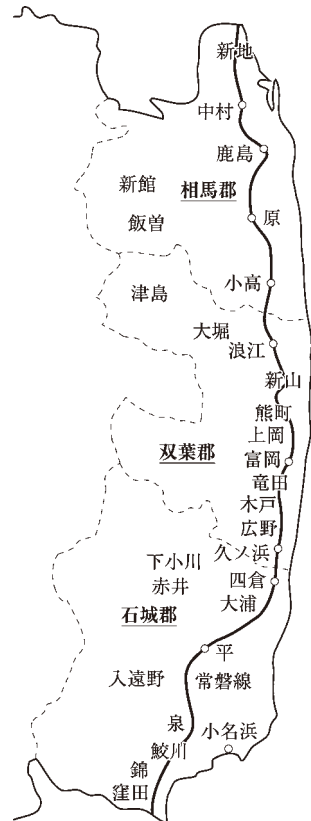 新地
中村
鹿島
新館
相馬郡
飯曽
原
小高
津島
大堀
浪江
新山
熊町
上岡
双葉郡
富岡
竜田
木戸
広野
久ノ浜
下小川
四倉
赤井
大浦
石城郡
平
入遠野
常磐線
泉
小名浜
鮫川
錦
窪田